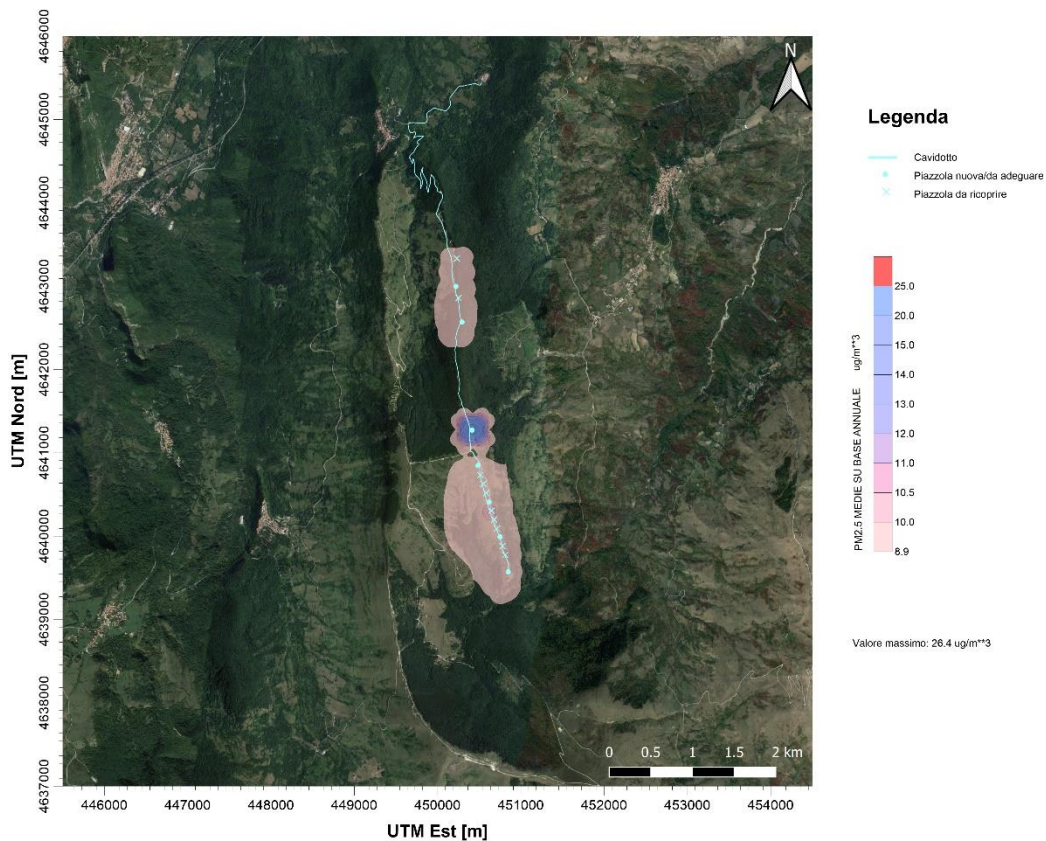 4646000
4645000
4644000
4643000
4642000
4641000
4640000
4639000
4638000
4637000
UTM Nord [m]
N
0 0.5 1 1.5 2 km
446000 447000 448000 449000 450000 451000 452000 453000 454000
UTM Est [m]
Legenda
Cavidotto
Piazzola nuova/da adeguare
Piazzola da ricoprire
PM2.5 MEDIE SU BASE ANNUALE ug/m**3
25.0
20.0
15.0
14.0
13.0
12.0
11.0
10.5
10.0
8.9
Valore massimo: 26.4 ug/m**3